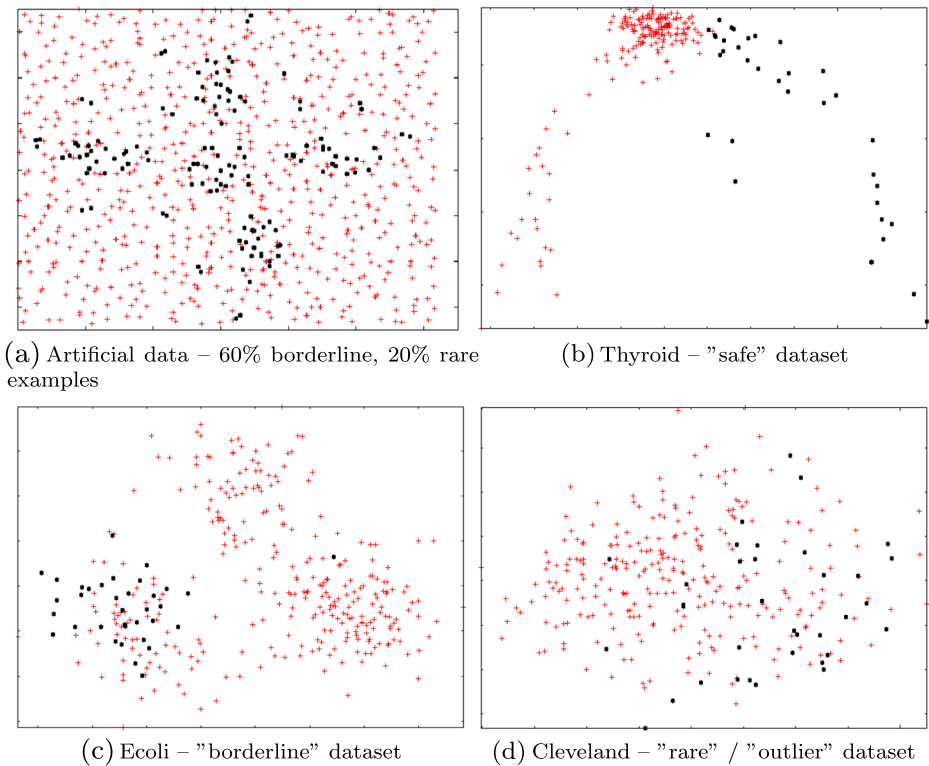 (a) Artificial data – 60% borderline, 20% rare
examples
(b) Thyroid – "safe" dataset
(c) Ecoli – "borderline" dataset
(d) Cleveland – "rare" / "outlier" dataset